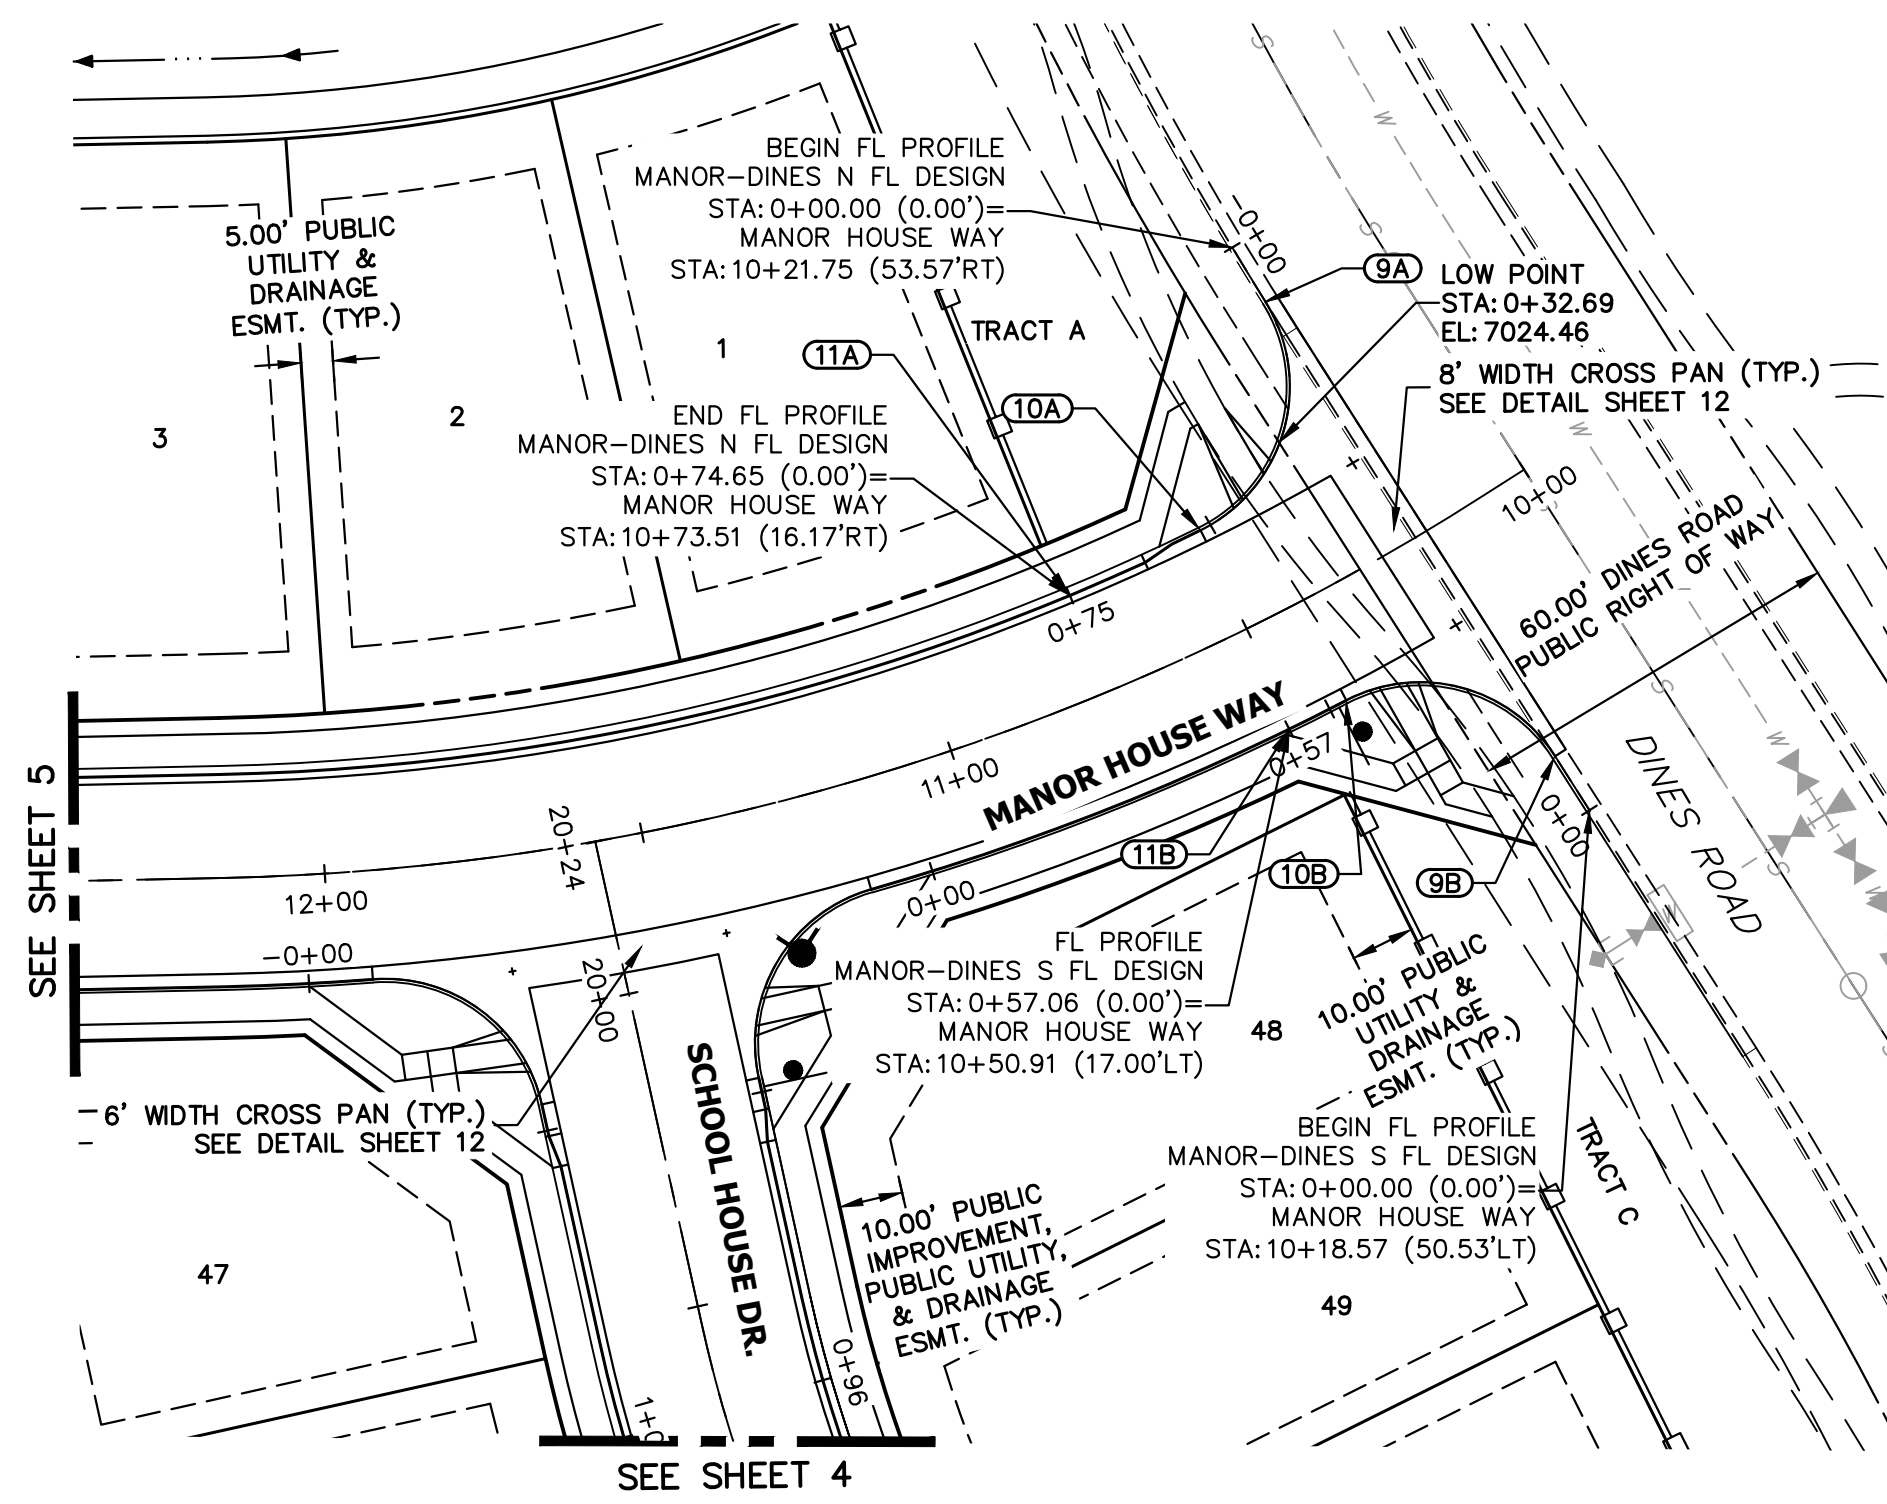 BEGIN FL PROFILE
MANOR-DINES N FL DESIGN
STA: 0+00.00 (0.00')=
MANOR HOUSE WAY
STA: 10+21.75 (53.57'RT)
5.00' PUBLIC
UTILITY &
DRAINAGE
ESMT. (TYP.)
0+00
9A
LOW POINT
STA: 0+32.69
EL: 7024.46
8' WIDTH CROSS PAN (TYP.)
SEE DETAIL SHEET 12
TRACT A
1
2
3
11A
10A
END FL PROFILE
MANOR-DINES N FL DESIGN
STA: 0+74.65 (0.00')=
MANOR HOUSE WAY
STA: 10+73.51 (16.17'RT)
0+75
10+00
60.00' DINES ROAD
PUBLIC RIGHT OF WAY
S
S
S
S
S
W
W
W
W
W
DINES ROAD
MANOR HOUSE WAY
11+00
12+00
20+24
20+00
-0+00
0+00
0+57
0+00
11B
10B
9B
SEE SHEET 5
FL PROFILE
MANOR-DINES S FL DESIGN
STA: 0+57.06 (0.00')=
MANOR HOUSE WAY
STA: 10+50.91 (17.00'LT)
48
10.00' PUBLIC
UTILITY &
DRAINAGE
ESMT. (TYP.)
6' WIDTH CROSS PAN (TYP.)
SEE DETAIL SHEET 12
SCHOOL HOUSE DR.
BEGIN FL PROFILE
MANOR-DINES S FL DESIGN
STA: 0+00.00 (0.00')=
MANOR HOUSE WAY
STA: 10+18.57 (50.53'LT)
TRACT C
10.00' PUBLIC
IMPROVEMENT,
PUBLIC UTILITY,
& DRAINAGE
ESMT. (TYP.)
47
49
0+96
1+0
SEE SHEET 4